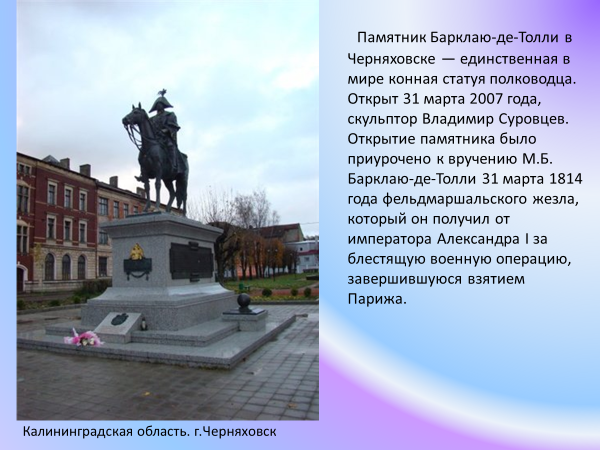 Памятник Барклаю-де-Толли в
Черняховске — единственная в
мире конная статуя полководца.
Открыт 31 марта 2007 года,
скульптор Владимир Суровцев.
Открытие памятника было
приурочено к вручению М.Б.
Барклаю-де-Толли 31 марта 1814
года фельдмаршальского жезла,
который он получил от
императора Александра I за
блестящую военную операцию,
завершившуюся взятием
Парижа.
Калининградская область. г.Черняховск